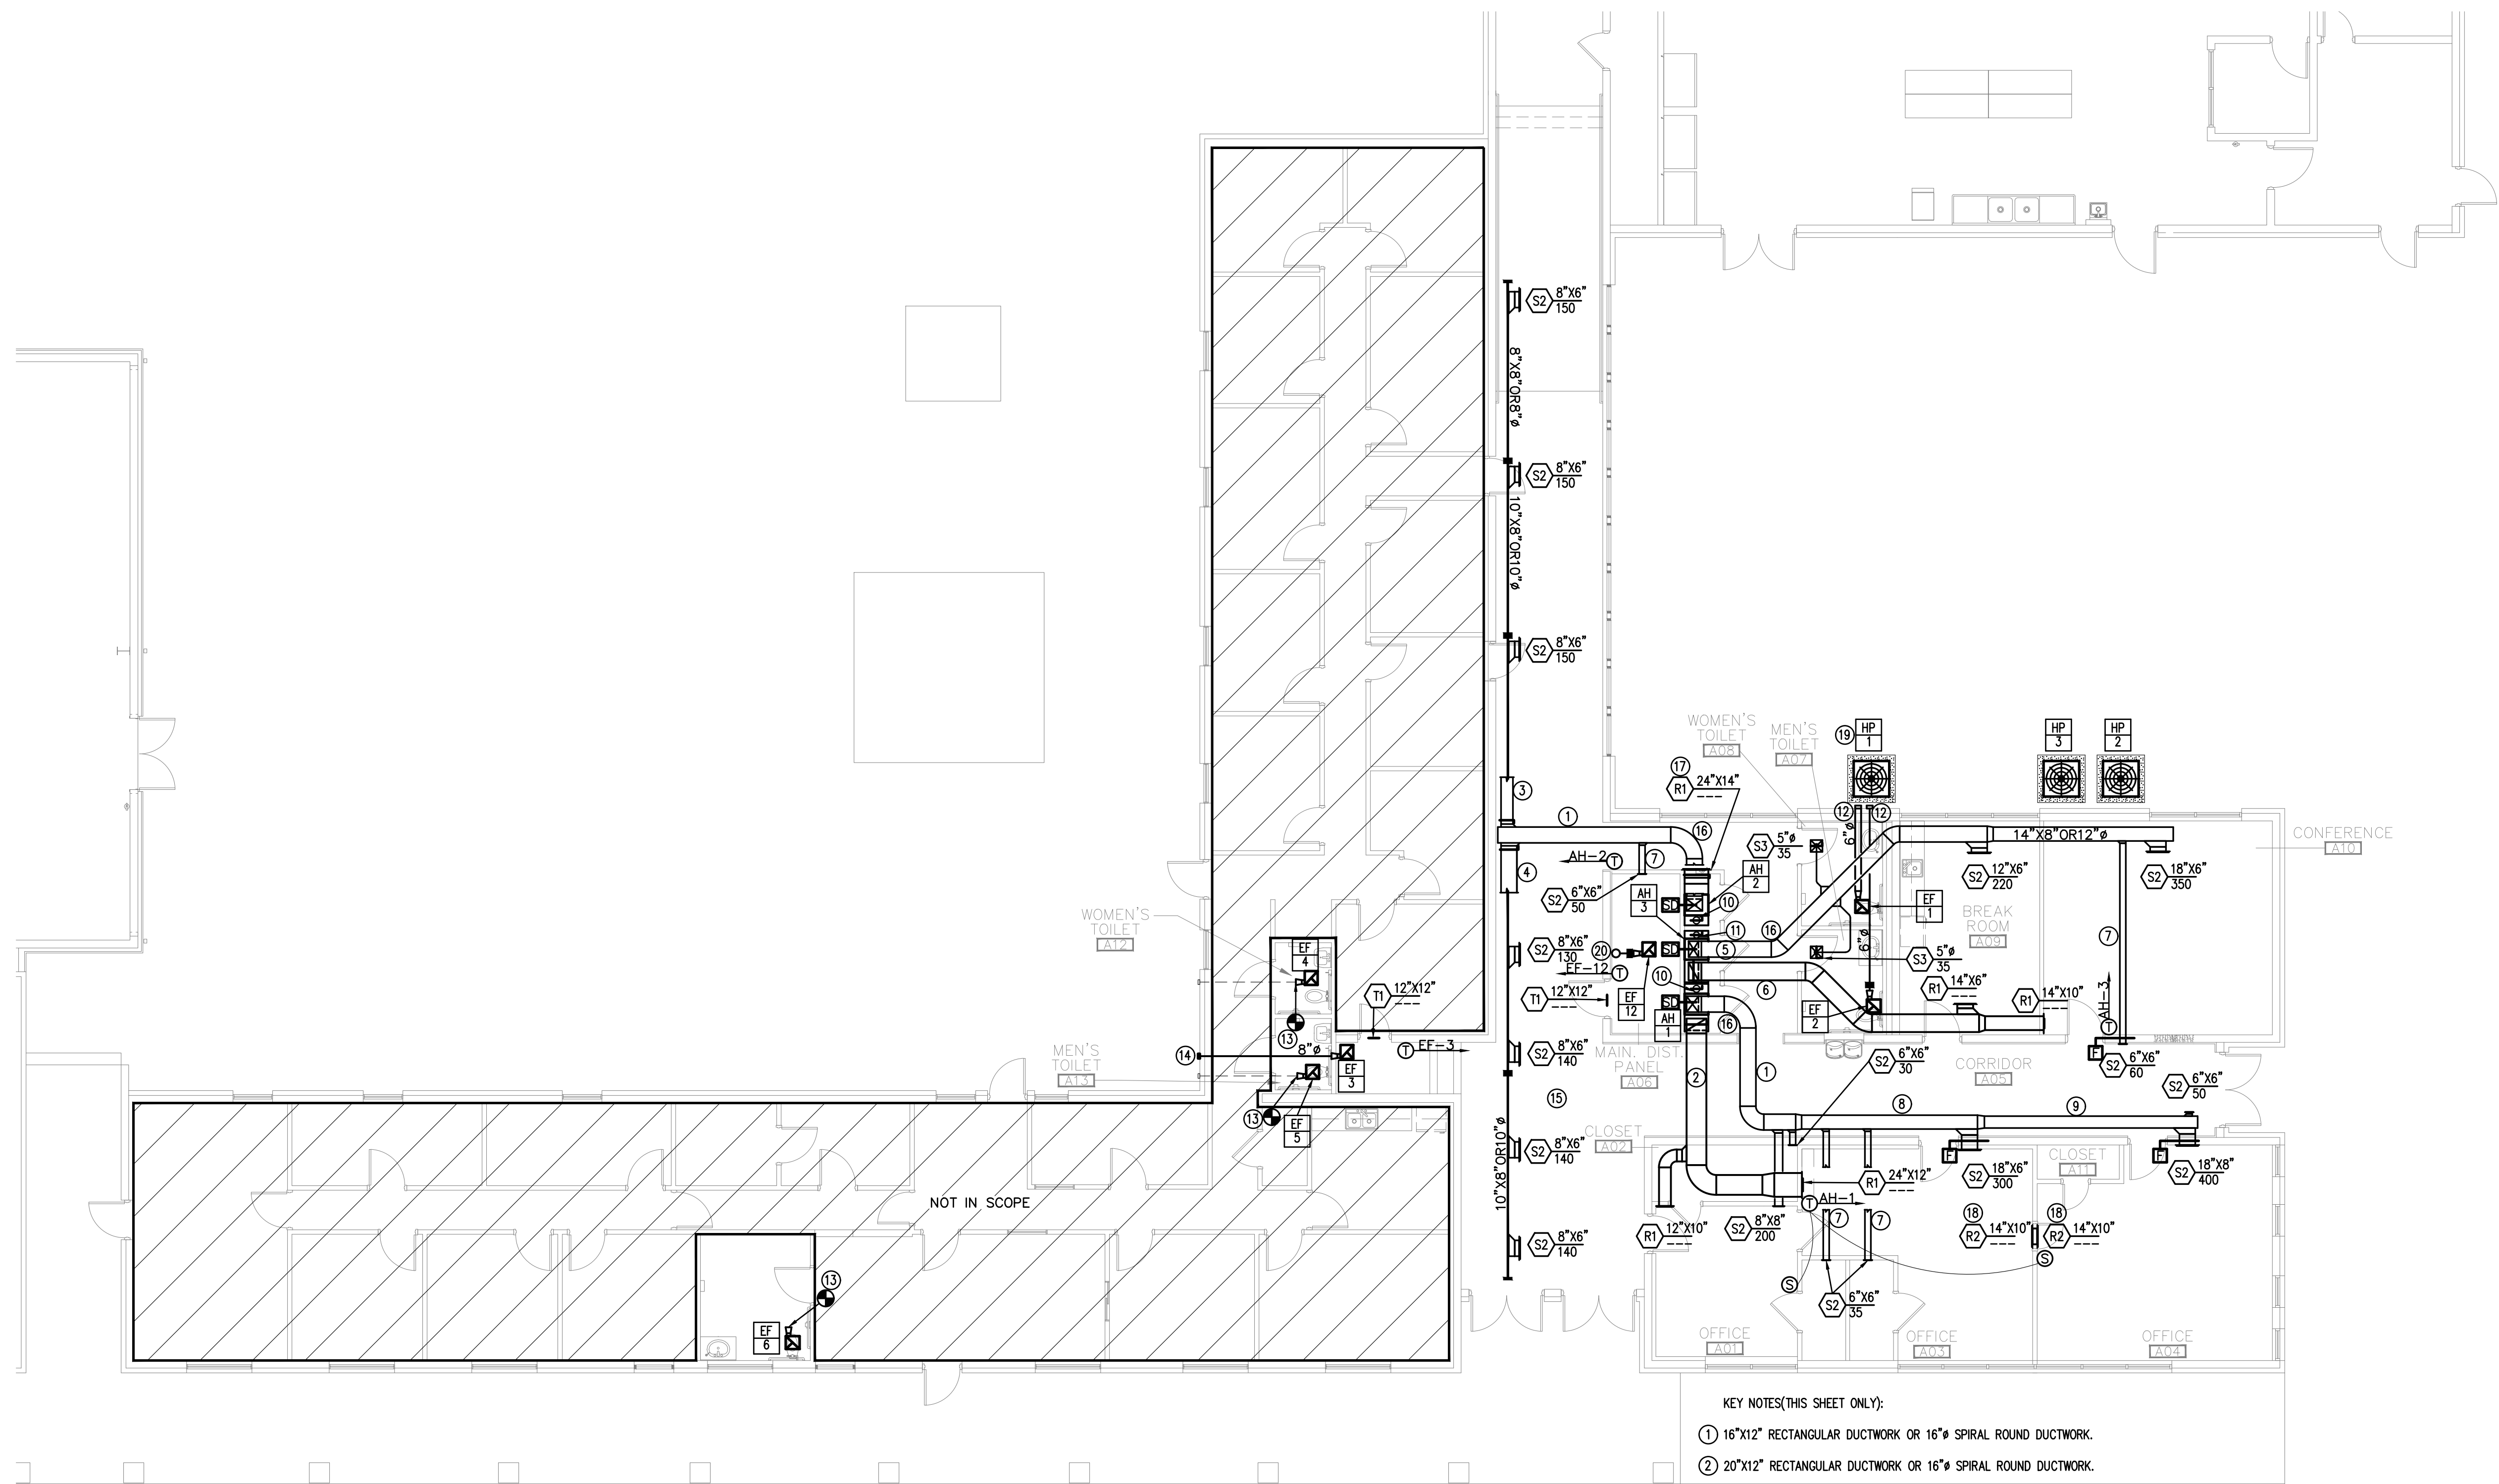 S2 8"X6"
150
8"X8"OR8"ø
S2 8"X6"
150
10"X8"OR10"ø
S2 8"X6"
150
WOMEN'S
TOILET
A08
MEN'S
TOILET
A07
19 HP
1
HP
3
HP
2
17
R1 24"X14"
3
1
16
12
12
6"ø
14"X8"OR12"ø
CONFERENCE
A10
S3 5"ø
35
AH-2 T
7
4
AH
2
S2 12"X6"
220
S2 18"X6"
350
S2 6"X6"
50
AH
3
SD
10
EF
1
BREAK
ROOM
A09
WOMEN'S
TOILET
A12
11
16
7
S2 8"X6"
130
20
SD
5
6"ø
S3 5"ø
35
EF
4
EF-12 T
10
6
T1 12"X12"
T1 12"X12"
R1 14"X6"
R1 14"X10"
AH-3
T
EF
12
SD
AH
1
16
EF
2
13
14
8"ø
T EF-3
EF
3
MEN'S
TOILET
A13
S2 8"X6"
140
MAIN. DIST.
PANEL
A06
2
1
S2 6"X6"
30
CORRIDOR
A05
F
S2 6"X6"
60
S2 6"X6"
50
15
13
EF
5
8
9
10"X8"OR10"ø
S2 8"X6"
140
CLOSET
A02
F
S2 18"X6"
300
CLOSET
A11
F
S2 18"X8"
400
R1 24"X12"
NOT IN SCOPE
T AH-1
S2 8"X6"
140
R1 12"X10"
S2 8"X8"
200
7
7
18
R2 14"X10"
18
R2 14"X10"
S
S
13
S2 6"X6"
35
EF
6
OFFICE
A01
OFFICE
A03
OFFICE
A04
KEY NOTES(THIS SHEET ONLY):
1 16"X12" RECTANGULAR DUCTWORK OR 16"ø SPIRAL ROUND DUCTWORK.
2 20"X12" RECTANGULAR DUCTWORK OR 16"ø SPIRAL ROUND DUCTWORK.